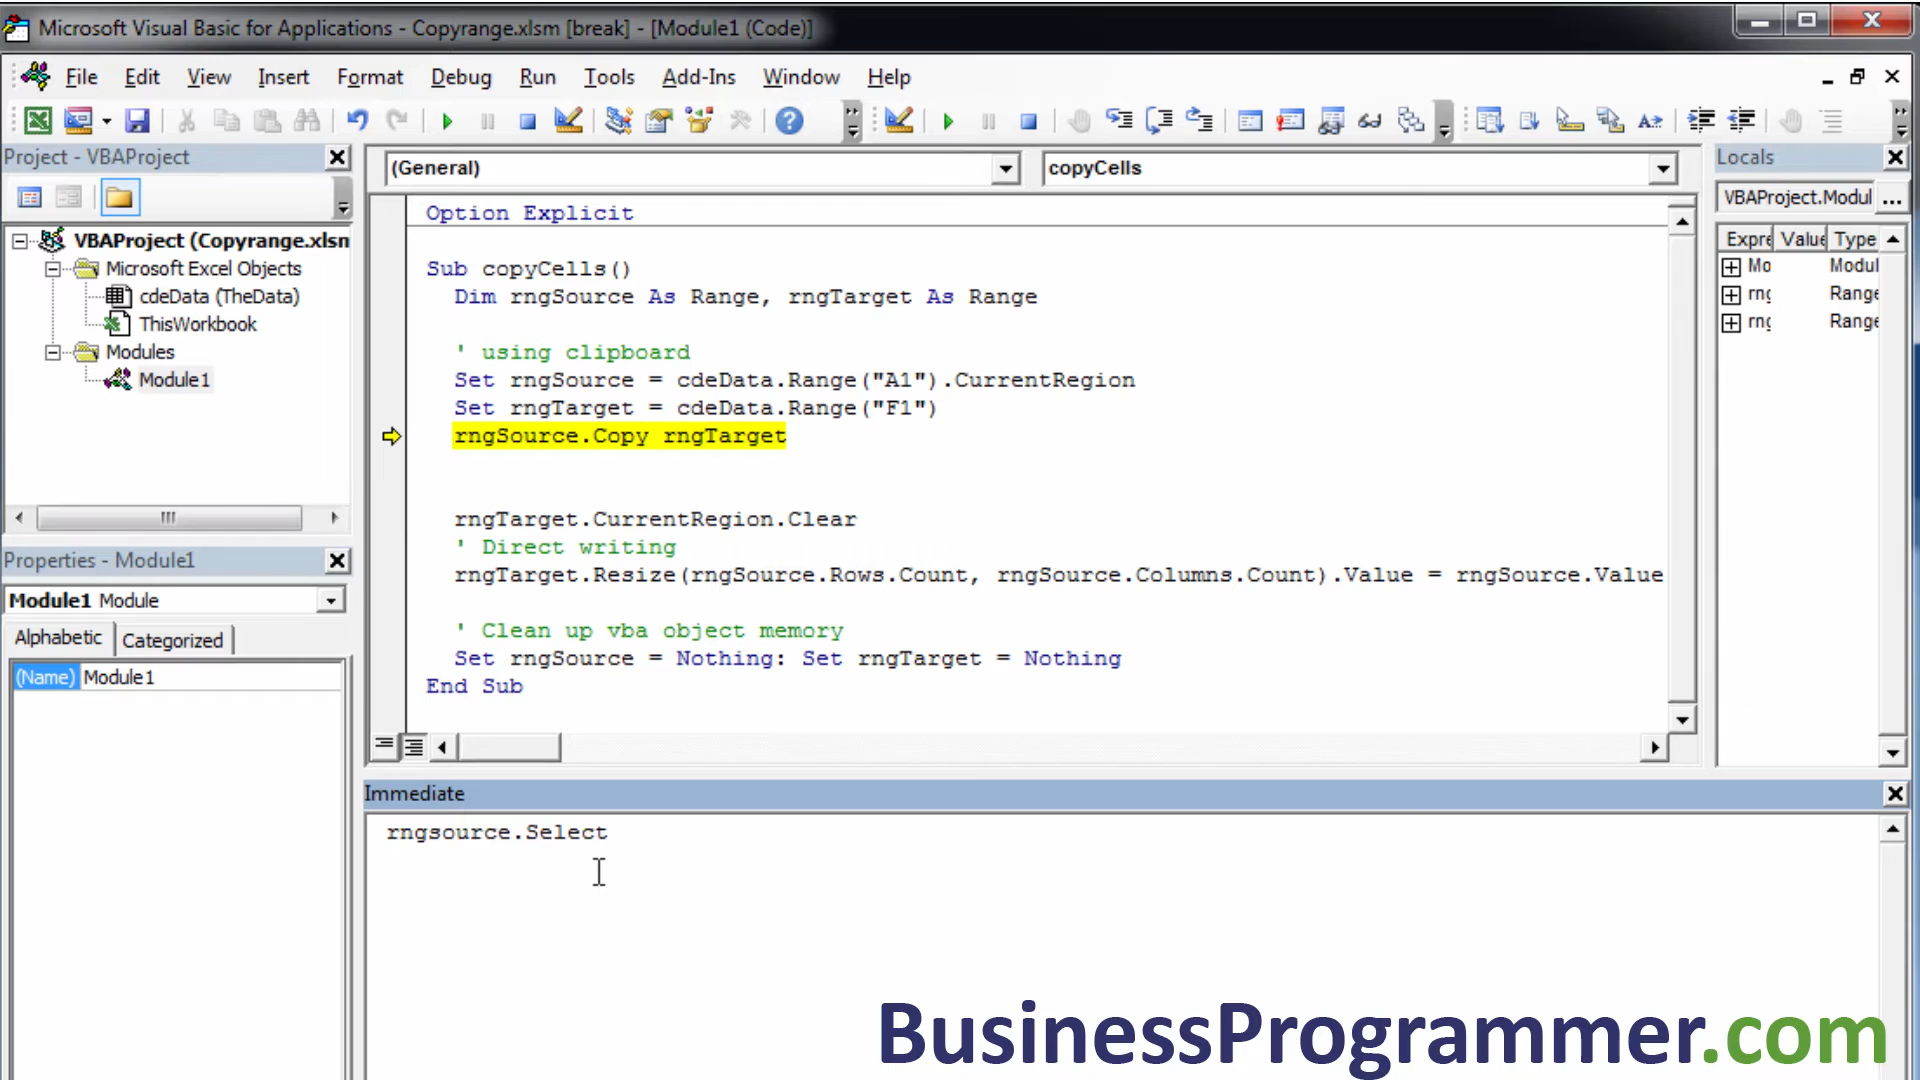 Microsoft Visual Basic for Applications - Copyrange.xlsm [break] - [Module1 (Code)]
File Edit View Insert Format Debug Run Tools Add-Ins Window Help
Project - VBAProject
VBAProject (Copyrange.xlsm
Microsoft Excel Objects
cdeData (TheData)
ThisWorkbook
Modules
Module1
Properties - Module1
Module1 Module
Alphabetic Categorized
(Name) Module1
(General) copyCells
Option Explicit
Sub copyCells()
Dim rngSource As Range, rngTarget As Range
' using clipboard
Set rngSource = cdeData.Range("A1").CurrentRegion
Set rngTarget = cdeData.Range("F1")
rngSource.Copy rngTarget
rngTarget.CurrentRegion.Clear
' Direct writing
rngTarget.Resize(rngSource.Rows.Count, rngSource.Columns.Count).Value = rngSource.Value
' Clean up vba object memory
Set rngSource = Nothing: Set rngTarget = Nothing
End Sub
Locals
VBAProject.Modul ...
Expre Value Type
Mo Modul
rng Range
rng Range
Immediate
rngsource.Select
BusinessProgrammer.com